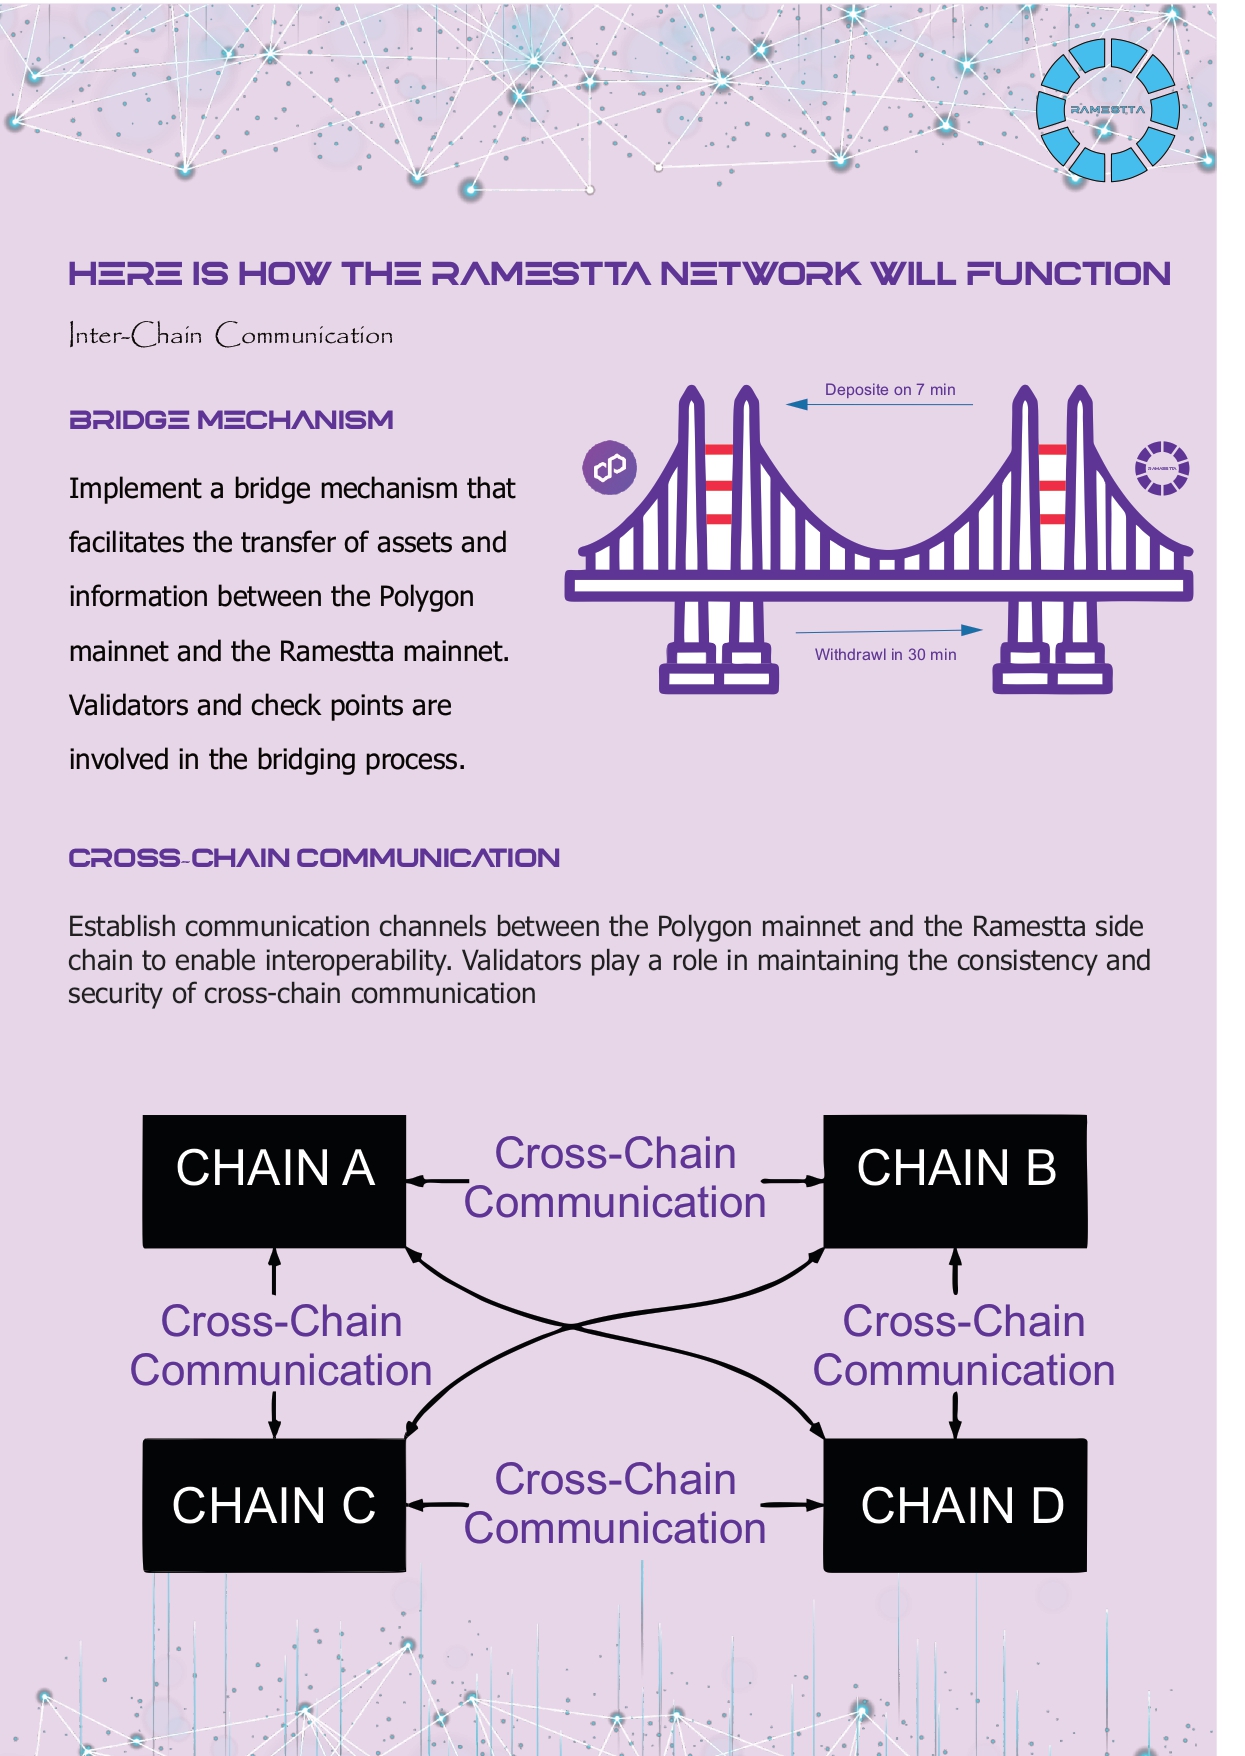 RAMESTTA
HERE IS HOW THE RAMESTTA NETWORK WILL FUNCTION
Inter-Chain Communication
BRIDGE MECHANISM
Implement a bridge mechanism that
facilitates the transfer of assets and
information between the Polygon
mainnet and the Ramestta mainnet.
Validators and check points are
involved in the bridging process.
Deposite on 7 min
RAMESTTA
Withdrawl in 30 min
CROSS-CHAIN COMMUNICATION
Establish communication channels between the Polygon mainnet and the Ramestta side
chain to enable interoperability. Validators play a role in maintaining the consistency and
security of cross-chain communication
CHAIN A
Cross-Chain
Communication
CHAIN B
Cross-Chain
Communication
Cross-Chain
Communication
CHAIN C
Cross-Chain
Communication
CHAIN D